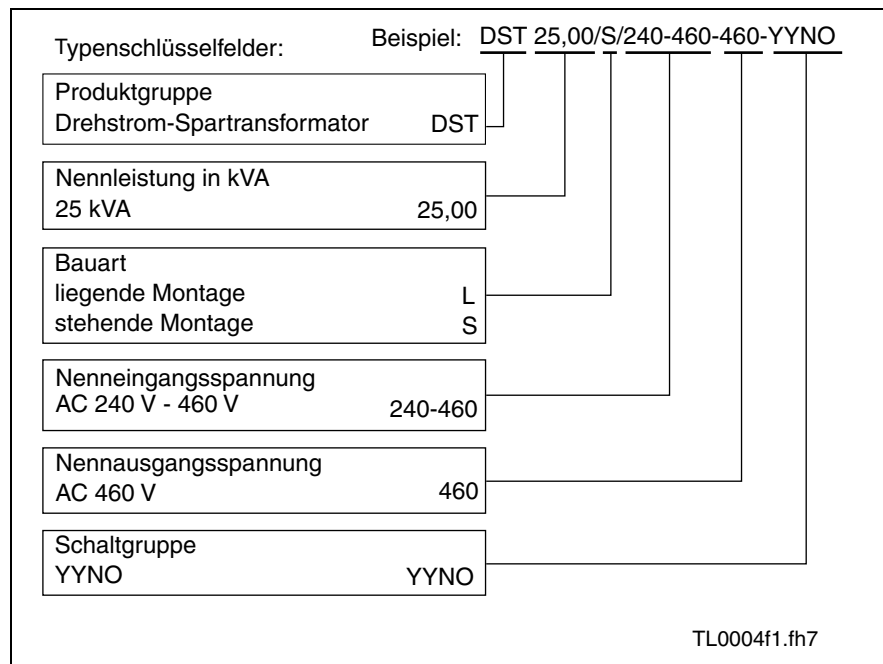 Typenschlüsselfelder: Beispiel: DST 25,00/S/240-460-460-YYNO
Produktgruppe
Drehstrom-Spartransformator DST
Nennleistung in kVA
25 kVA 25,00
Bauart
liegende Montage L
stehende Montage S
Nenneingangsspannung
AC 240 V - 460 V 240-460
Nennausgangsspannung
AC 460 V 460
Schaltgruppe
YYNO YYNO
TL0004f1.fh7